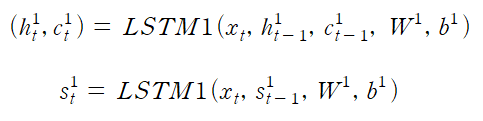 (h_t^1, c_t^1) = LSTM1(x_t, h_{t-1}^1, c_{t-1}^1, W^1, b^1)
s_t^1 = LSTM1(x_t, s_{t-1}^1, W^1, b^1)